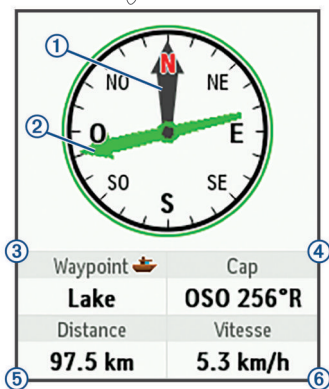 1
N
NO
NE
2
O
E
SO
SE
S
3
4
Waypoint Cap
Lake OSO 256°R
Distance Vitesse
97.5 km 5.3 km/h
5
6